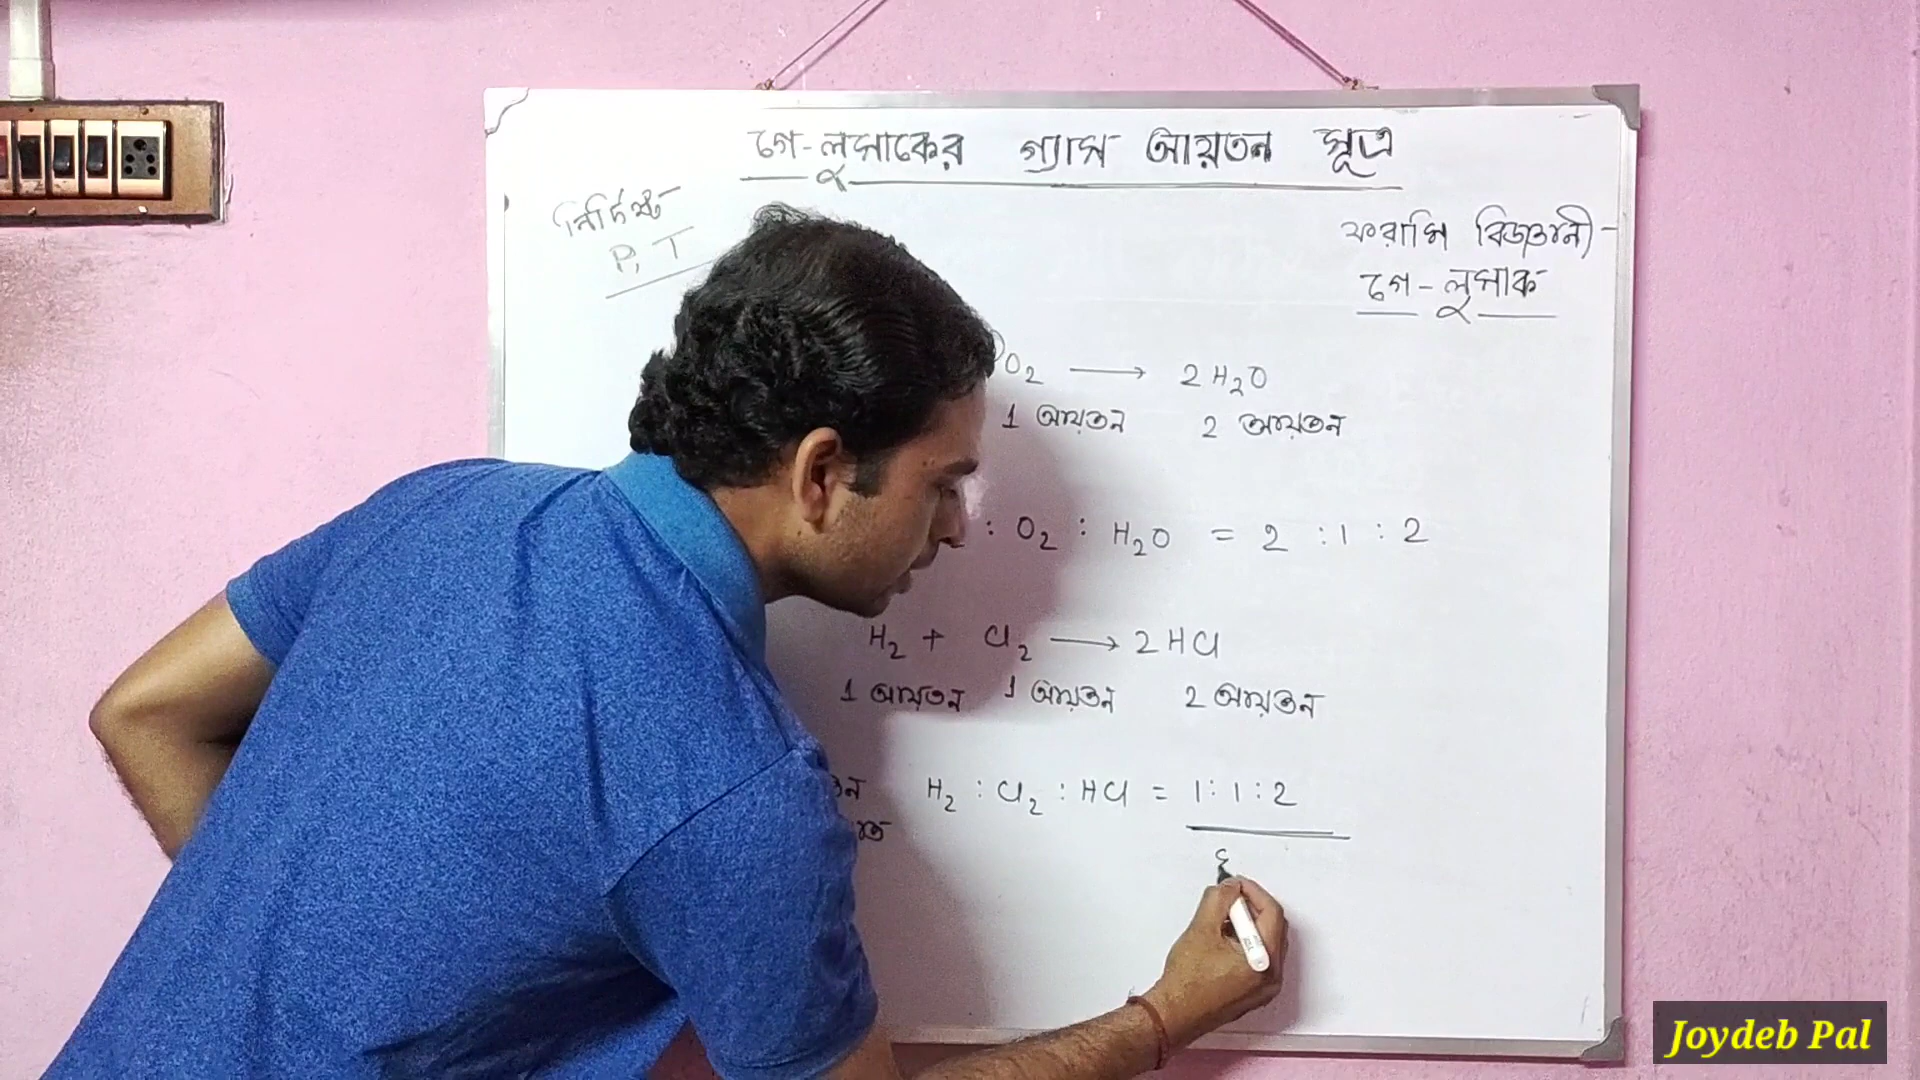 গে-লুসাকের গ্যাস আয়তন সূত্র
নির্দিষ্ট
P, T
ফরাসি বিজ্ঞানী-
গে-লুসাক
O₂ ⟶ 2H₂O
1 আয়তন 2 আয়তন
: O₂ : H₂O = 2 : 1 : 2
H₂ + Cl₂ ⟶ 2HCl
1 আয়তন 1 আয়তন 2 আয়তন
H₂ : Cl₂ : HCl = 1 : 1 : 2
Joydeb Pal